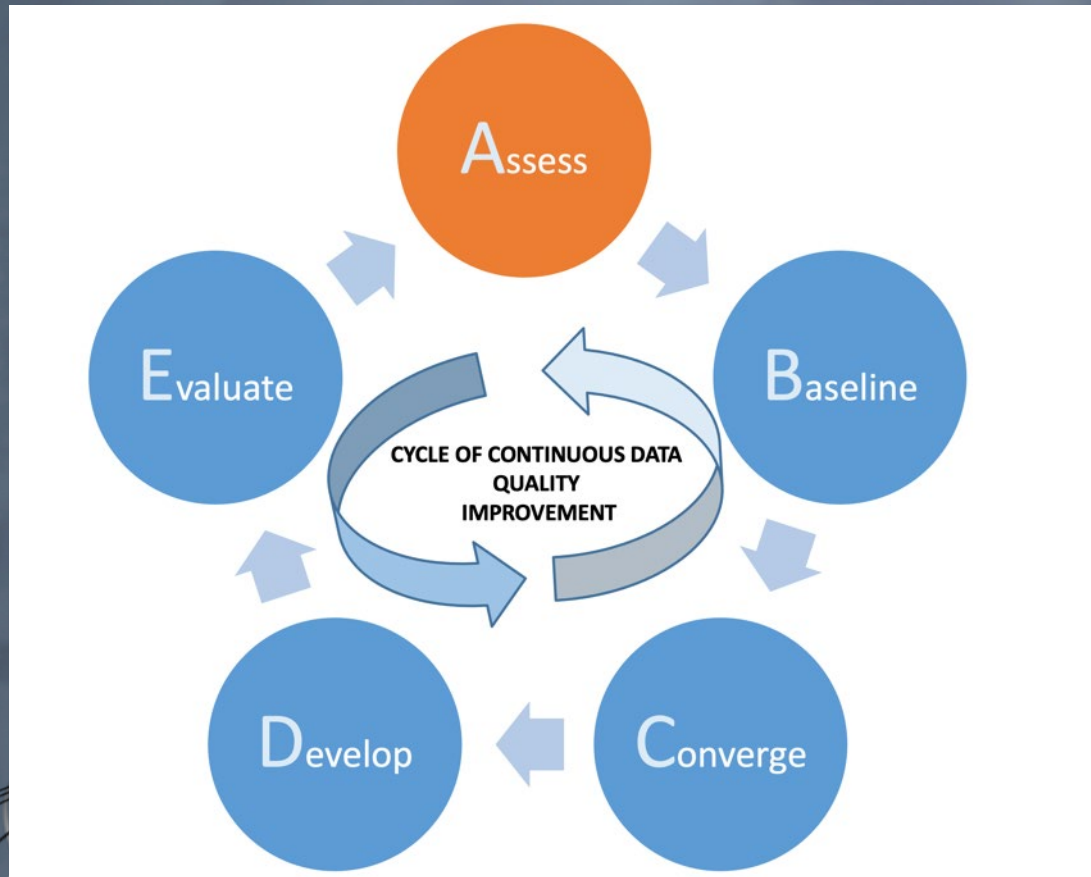 Assess
Evaluate
Baseline
CYCLE OF CONTINUOUS DATA
QUALITY
IMPROVEMENT
Develop
Converge